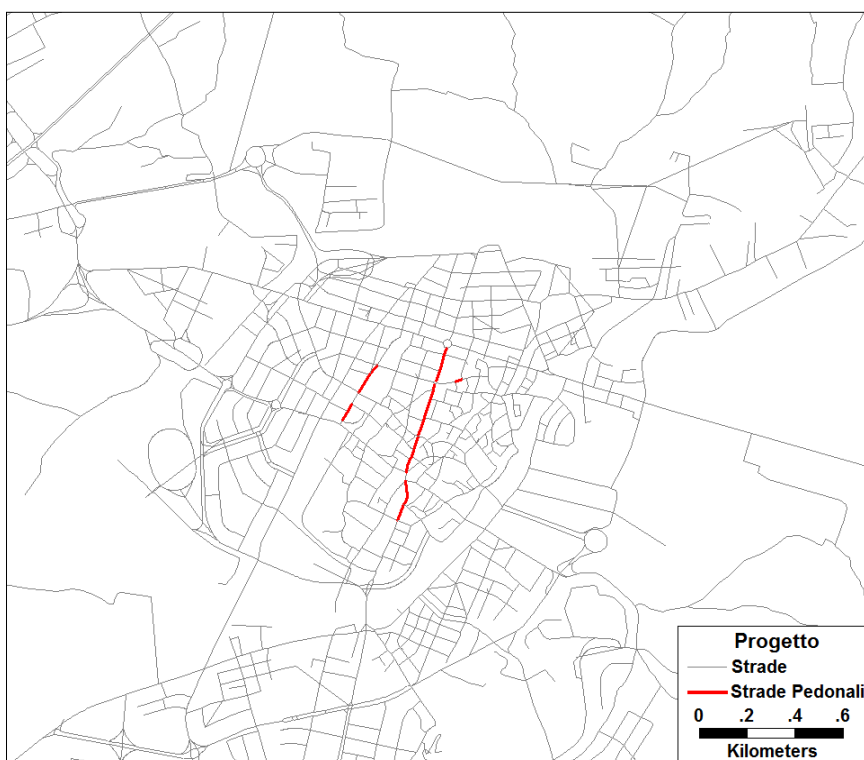 Progetto
Strade
Strade Pedonali
0 .2 .4 .6
Kilometers